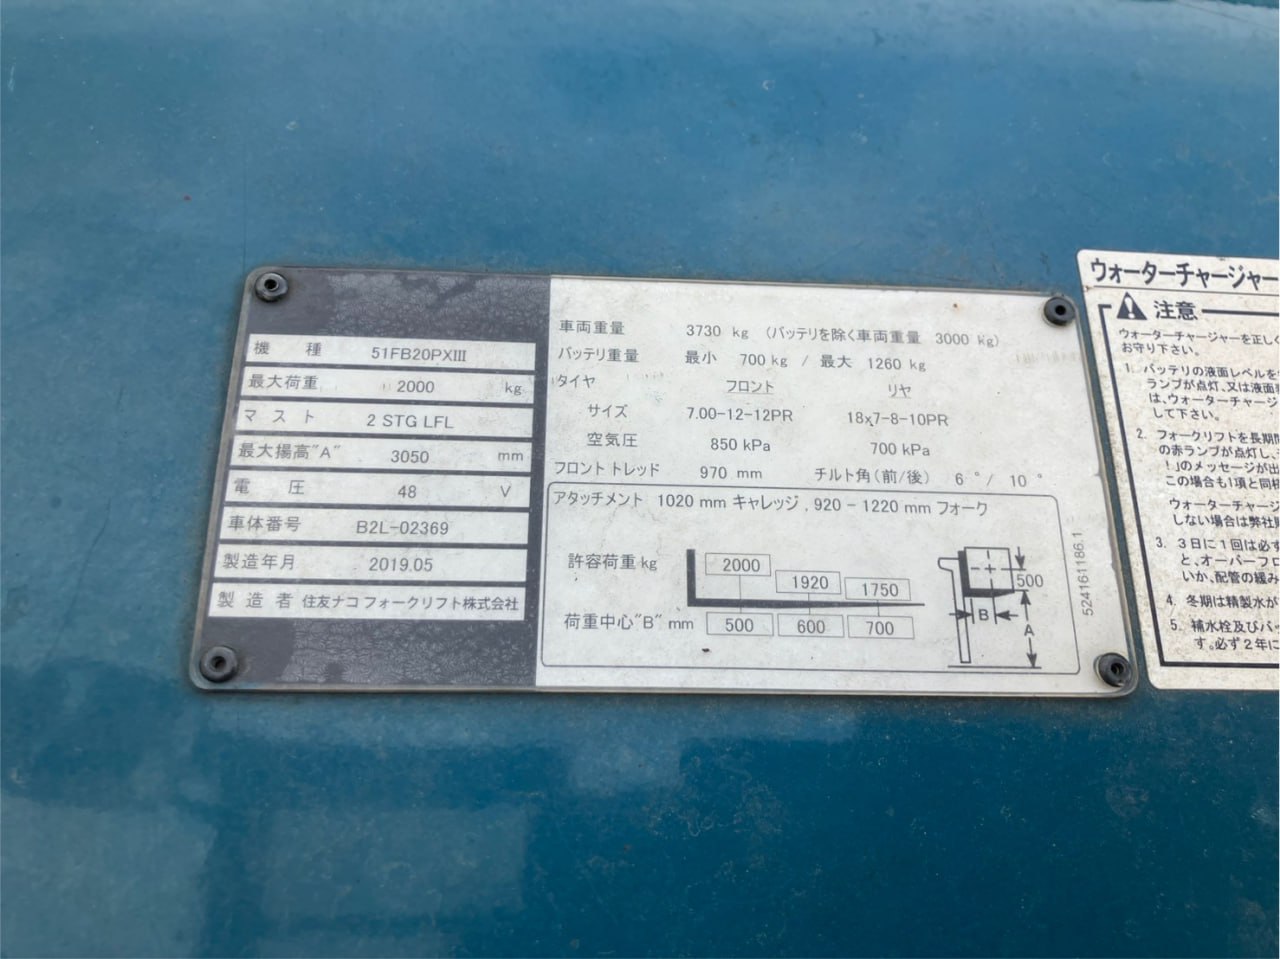 機 種 51FB20PXIII
最大荷重 2000 kg
マスト 2 STG LFL
最大揚高"A" 3050 mm
電 圧 48 V
車体番号 B2L-02369
製造年月 2019.05
製造者 住友ナコ フォークリフト株式会社
車両重量 3730 kg (バッテリを除く車両重量 3000 kg)
バッテリ重量 最小 700 kg / 最大 1260 kg
タイヤ フロント リヤ
サイズ 7.00-12-12PR 18x7-8-10PR
空気圧 850 kPa 700 kPa
フロント トレッド 970 mm チルト角(前/後) 6°/ 10°
アタッチメント 1020 mm キャレッジ , 920 - 1220 mm フォーク
許容荷重 kg 2000 1920 1750
荷重中心"B" mm 500 600 700
500
B
A
524161186.1
ウォーターチャージャー
注意
ウォーターチャージャーを正しく
お守り下さい。
1. バッテリの液面レベルを
ランプが点灯、又は液面
は、ウォーターチャージ
して下さい。
2. フォークリフトを長期間
の赤ランプが点灯し、
!」のメッセージが出
この場合も1項と同様
ウォーターチャージ
しない場合は弊社
3. 3日に1回は必ず
と、オーバーフロ
いか、配管の緩み
4. 冬期は精製水が
5. 補水栓及びバッ
す。必ず2年に